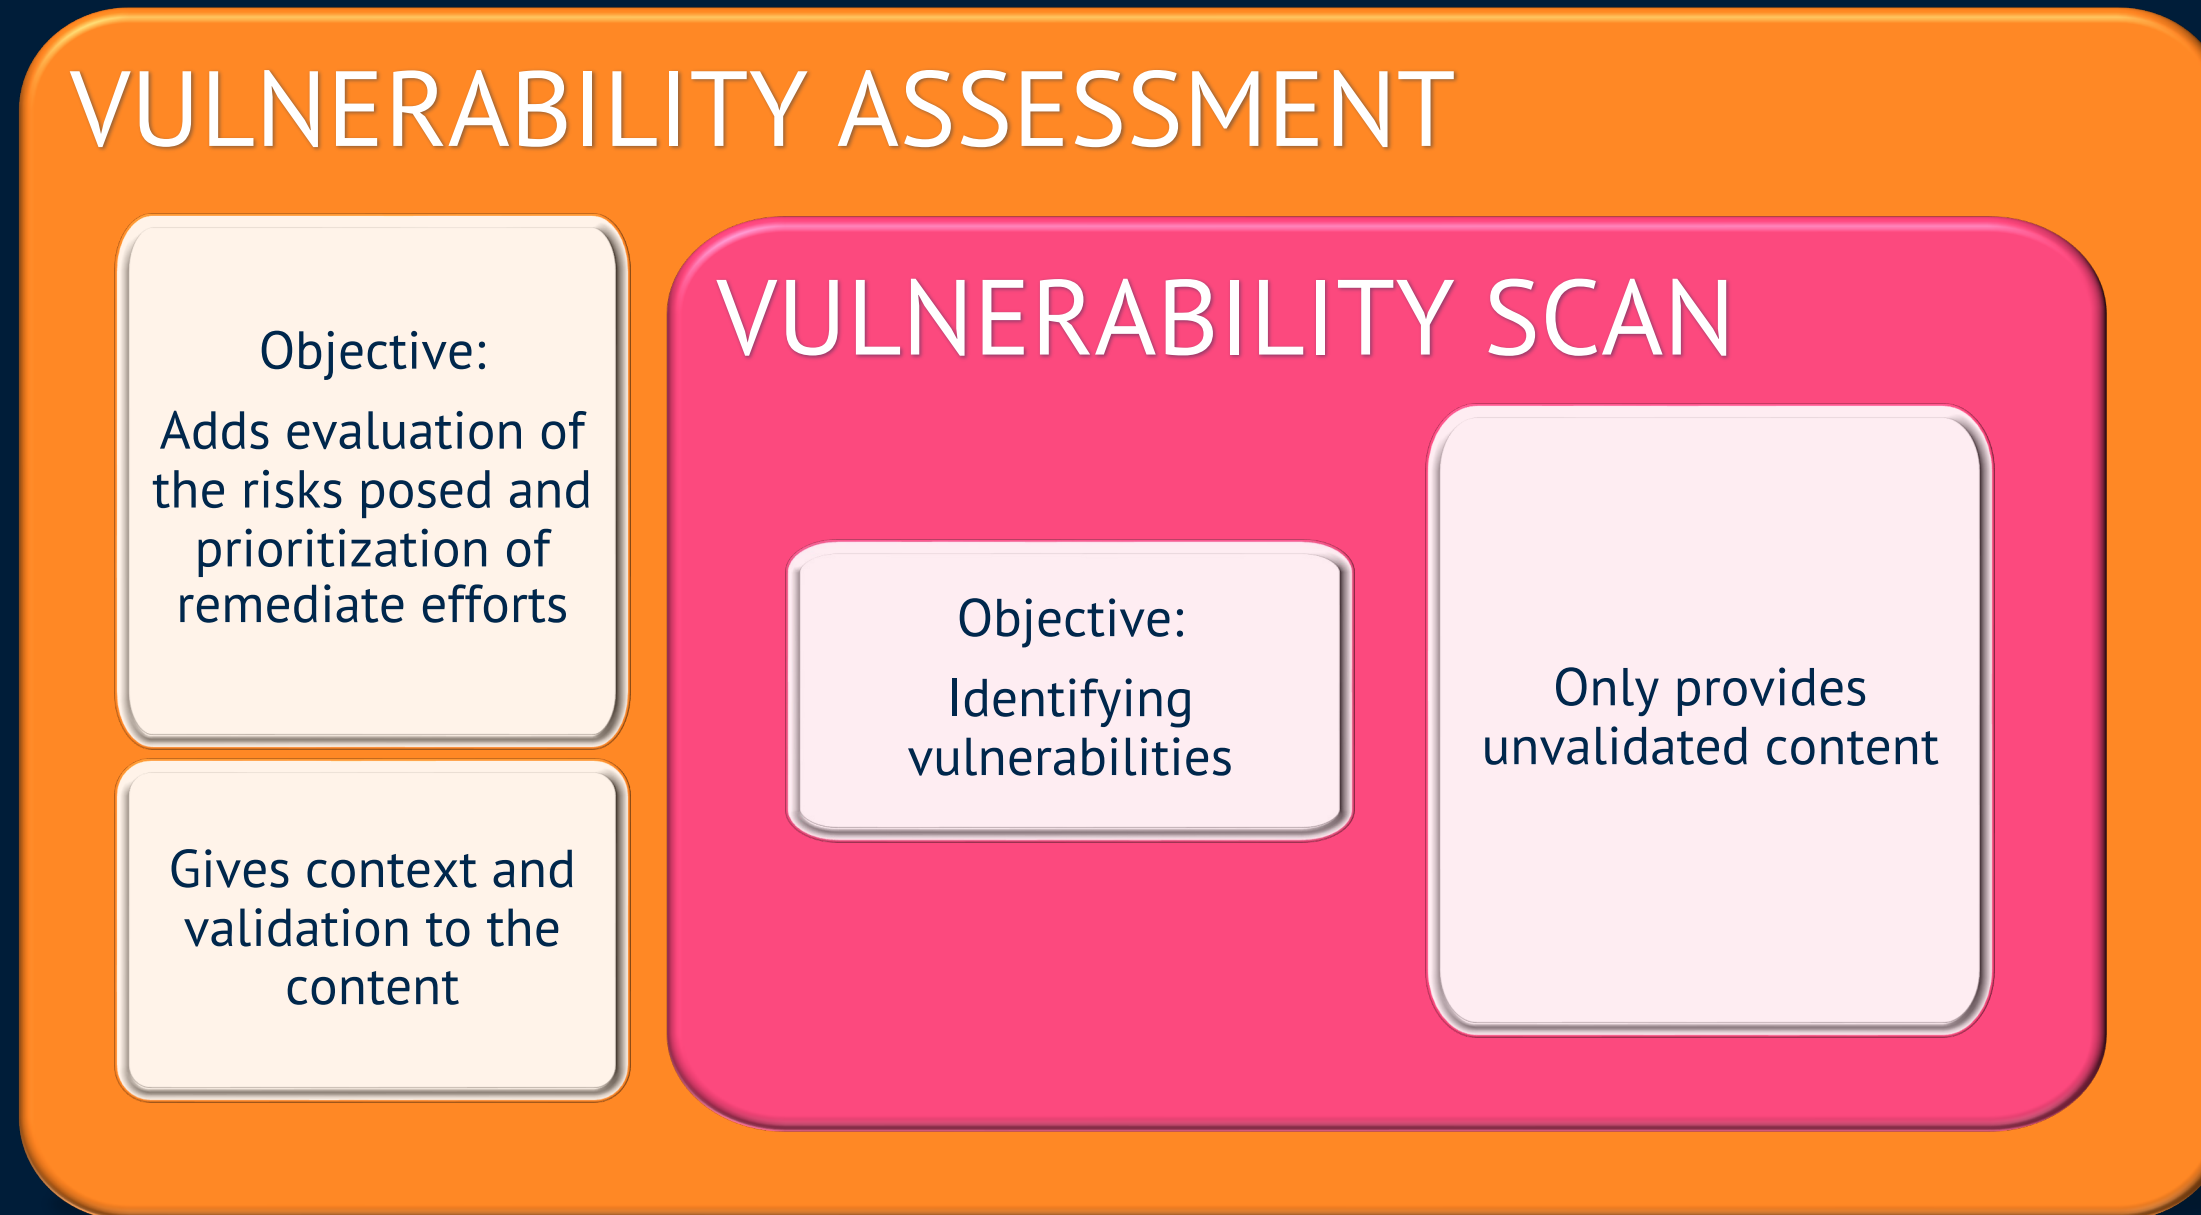 VULNERABILITY ASSESSMENT
Objective:
Adds evaluation of
the risks posed and
prioritization of
remediate efforts
Gives context and
validation to the
content
VULNERABILITY SCAN
Objective:
Identifying
vulnerabilities
Only provides
unvalidated content